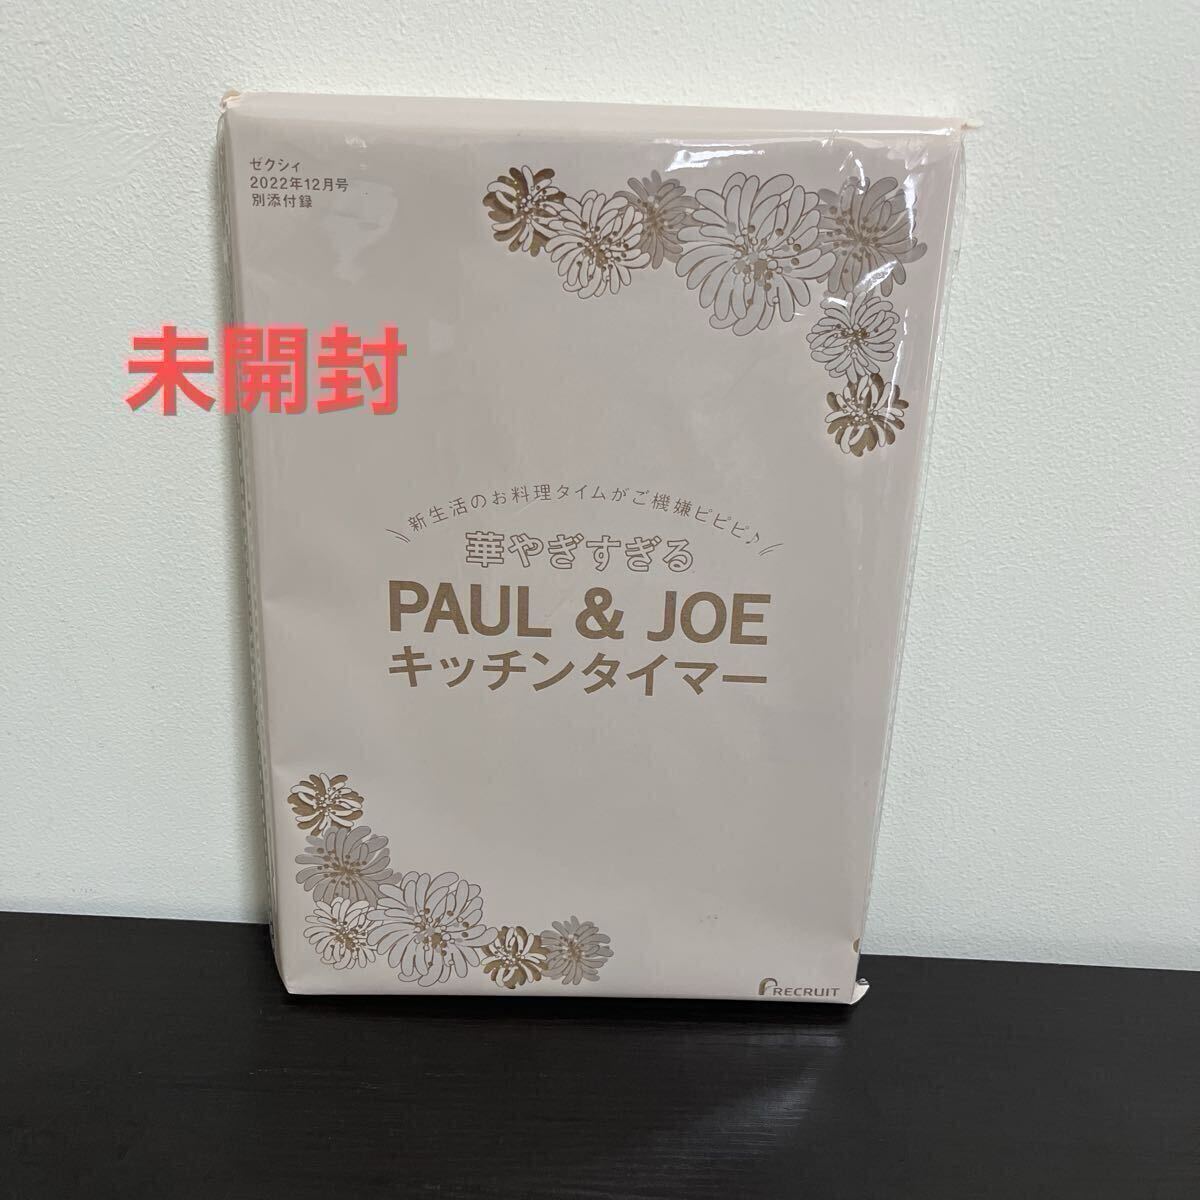 ゼクシィ
2022年12月号
別添付録
未開封
新生活のお料理タイムがご機嫌ピピピ♪
華やぎすぎる
PAUL & JOE
キッチンタイマー
RECRUIT